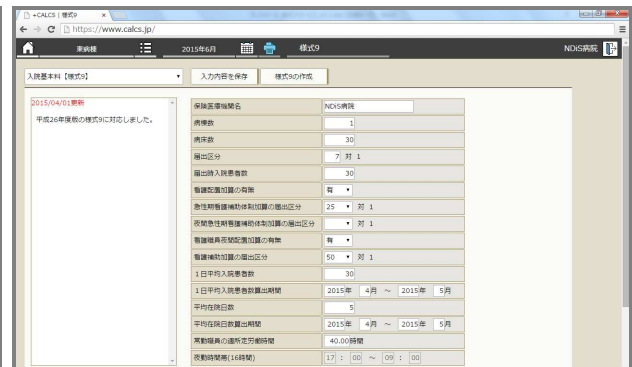 +CALCS | 様式9
https://www.calcs.jp/
東病棟 2015年6月 様式9 NDiS病院
入院基本料【様式9】 入力内容を保存 様式9の作成
2015/04/01更新
平成26年度版の様式9に対応しました。
保険医療機関名 NDiS病院
病棟数 1
病床数 30
届出区分 7 対 1
届出時入院患者数 30
看護配置加算の有無 有
急性期看護補助体制加算の届出区分 25 対 1
夜間急性期看護補助体制加算の届出区分 対 1
看護職員夜間配置加算の有無 有
看護補助加算の届出区分 50 対 1
1日平均入院患者数 30
1日平均入院患者数算出期間 2015年 4月 ～ 2015年 5月
平均在院日数 5
平均在院日数算出期間 2015年 4月 ～ 2015年 5月
常勤職員の週所定労働時間 40.00時間
夜勤時間帯(16時間) 17 : 00 ～ 09 : 00